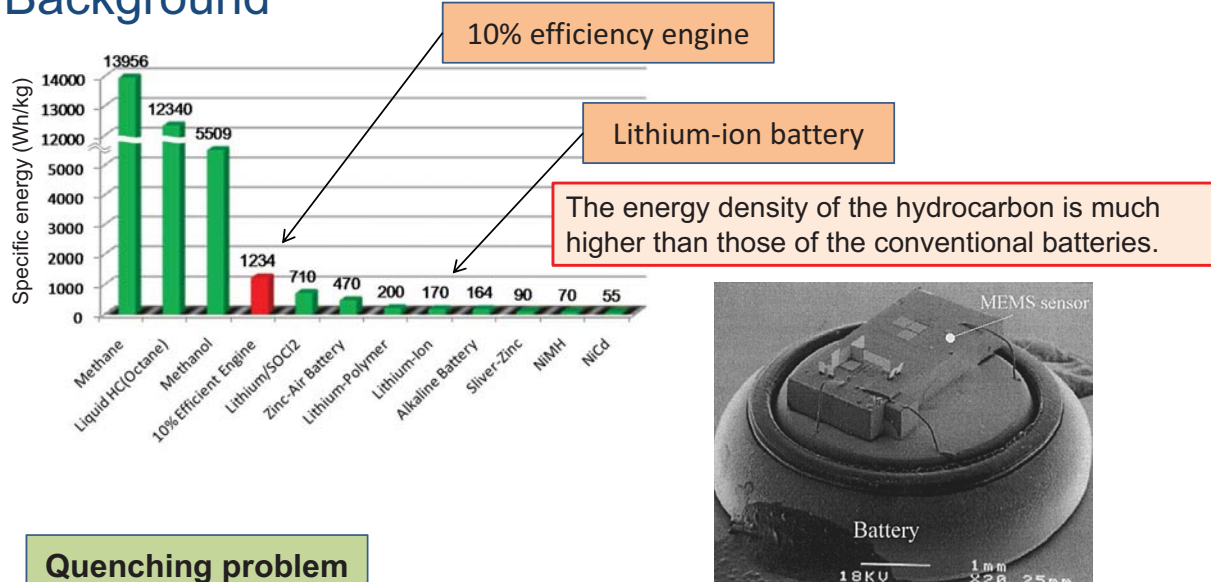 Background
10% efficiency engine
Lithium-ion battery
The energy density of the hydrocarbon is much
higher than those of the conventional batteries.
Specific energy (Wh/kg)
14000
13000
12000
5000
4000
3000
2000
1000
0
13956
12340
5509
1234
710
470
200
170
164
90
70
55
Methane
Liquid HC(Octane)
Methanol
10% Efficient Engine
Lithium/SOCl2
Zinc-Air Battery
Lithium-Polymer
Lithium-Ion
Alkaline Battery
Sliver-Zinc
NiMH
NiCd
MEMS sensor
Battery
18KV
1mm
X20 25mm
Quenching problem